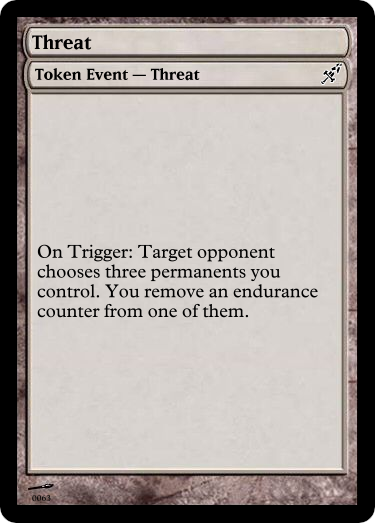 Threat
Token Event — Threat
On Trigger: Target opponent
chooses three permanents you
control. You remove an endurance
counter from one of them.
0063